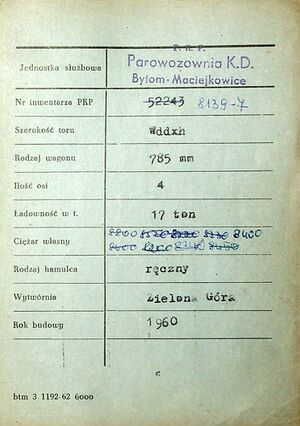 P. K. P.
Jednostka służbowa Parowozownia K.D.
Bytom-Maciejkowice
Nr inwentarza PKP 52243 8139-7
Szerokość toru Wddxh
Rodzaj wagonu 785 mm
Ilość osi 4
Ładowność w t. 17 ton
8800 8400
Ciężar własny
Rodzaj hamulca ręczny
Wytwórnia Zielona Góra
Rok budowy 1960
btm 3 1192-62 6000